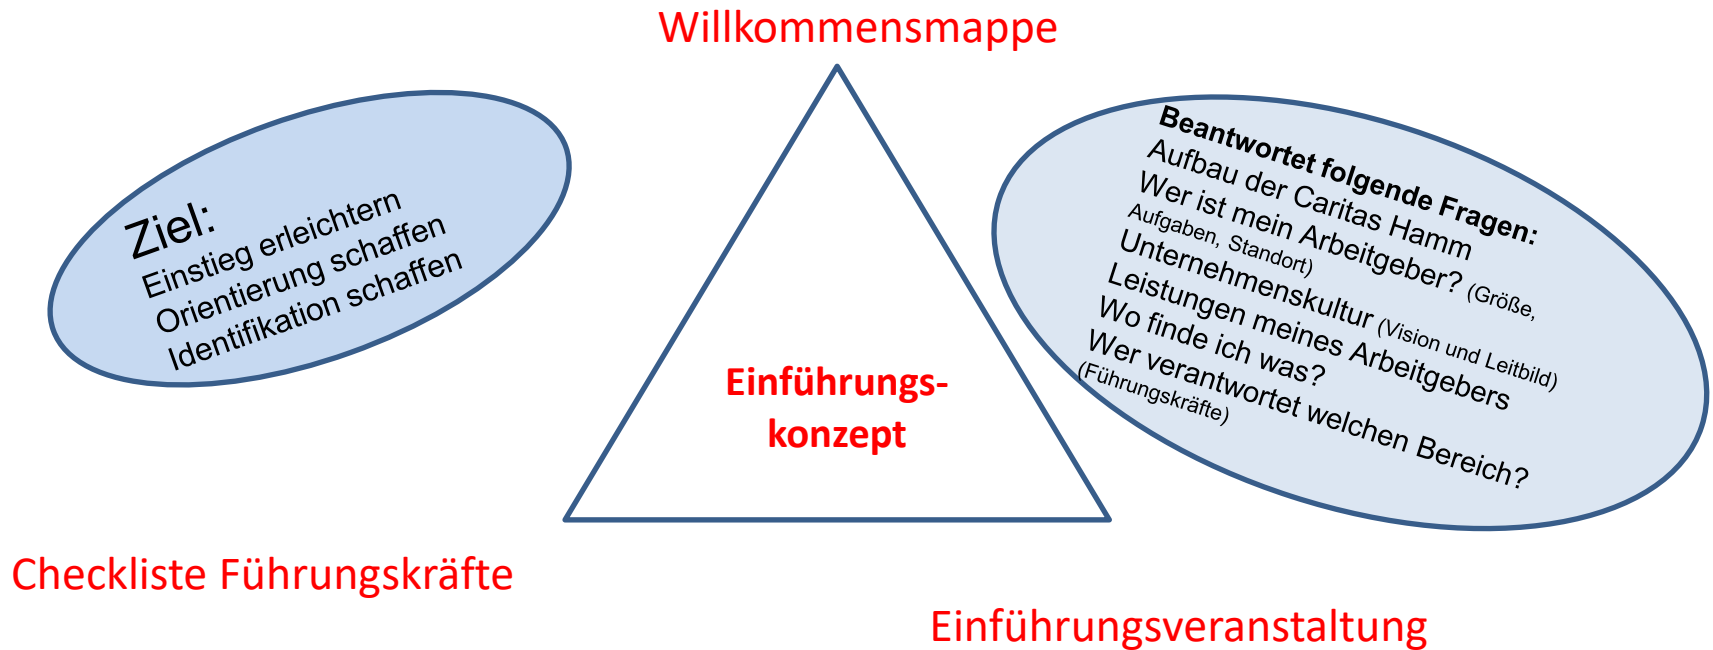 Willkommensmappe
Ziel:
Einstieg erleichtern
Orientierung schaffen
Identifikation schaffen
Beantwortet folgende Fragen:
Aufbau der Caritas Hamm
Wer ist mein Arbeitgeber? (Größe,
Aufgaben, Standort)
Unternehmenskultur (Vision und Leitbild)
Leistungen meines Arbeitgebers
Wo finde ich was?
Wer verantwortet welchen Bereich?
(Führungskräfte)
Einführungs-
konzept
Checkliste Führungskräfte
Einführungsveranstaltung